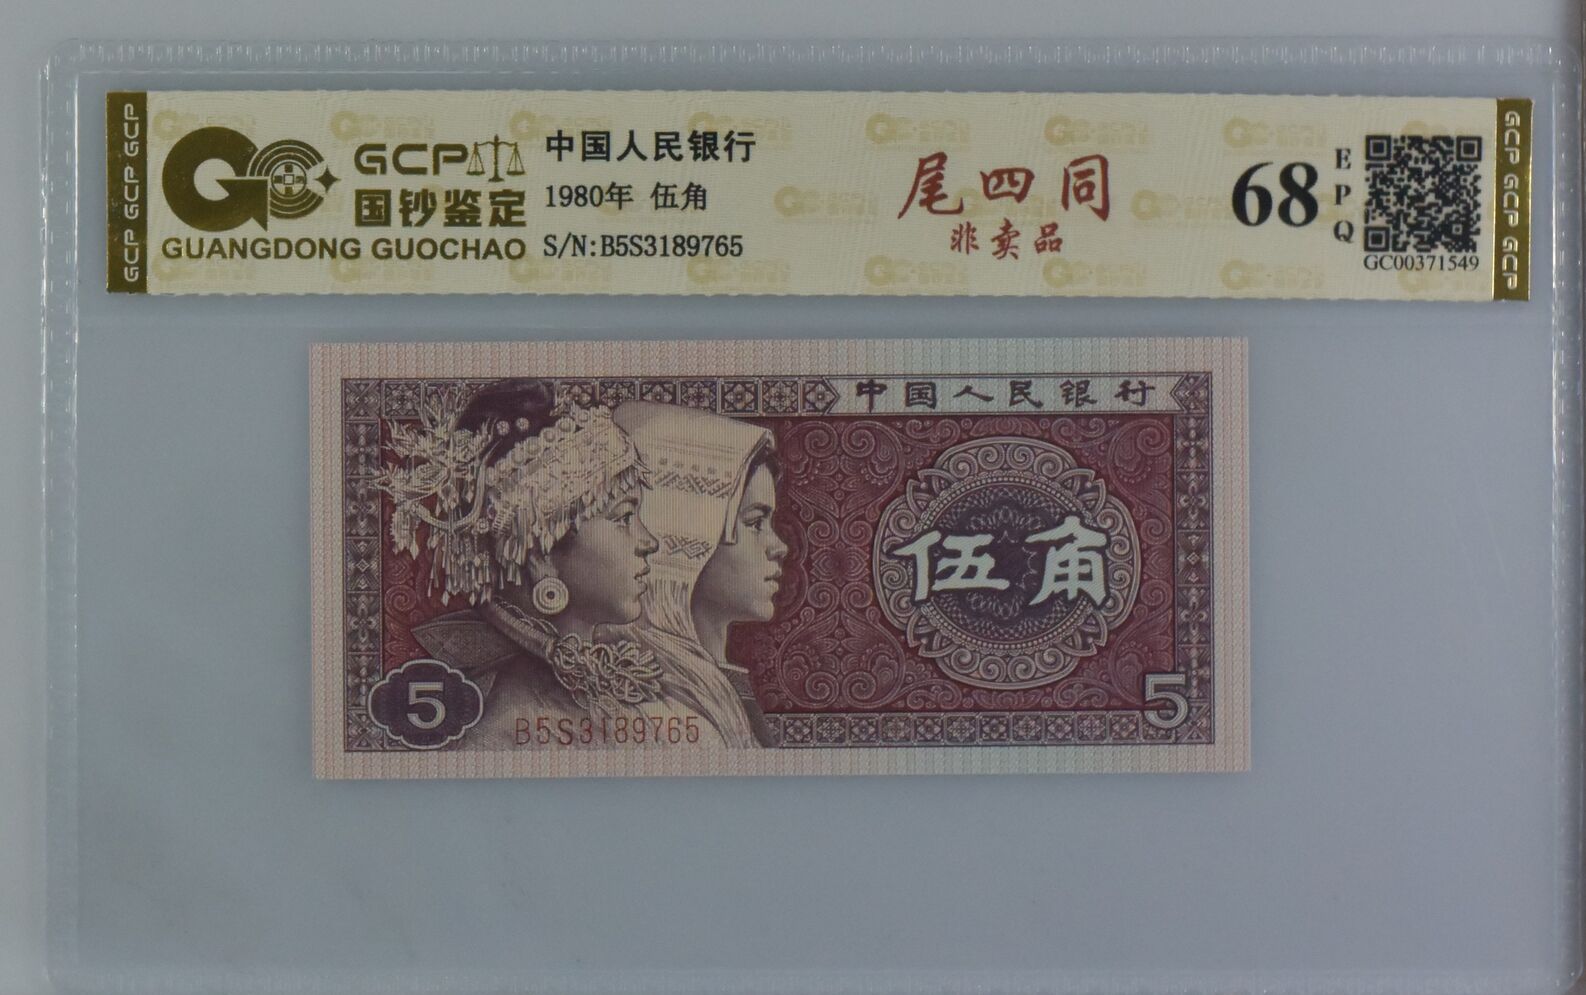 GCP GCP GCP
GC
GCP
国钞鉴定
GUANGDONG GUOCHAO
中国人民银行
1980年 伍角
S/N:B5S3189765
尾四同
非卖品
68
EPQ
GC00371549
GCP GCP GCP
中国人民银行
伍角
5
B5S3189765
5